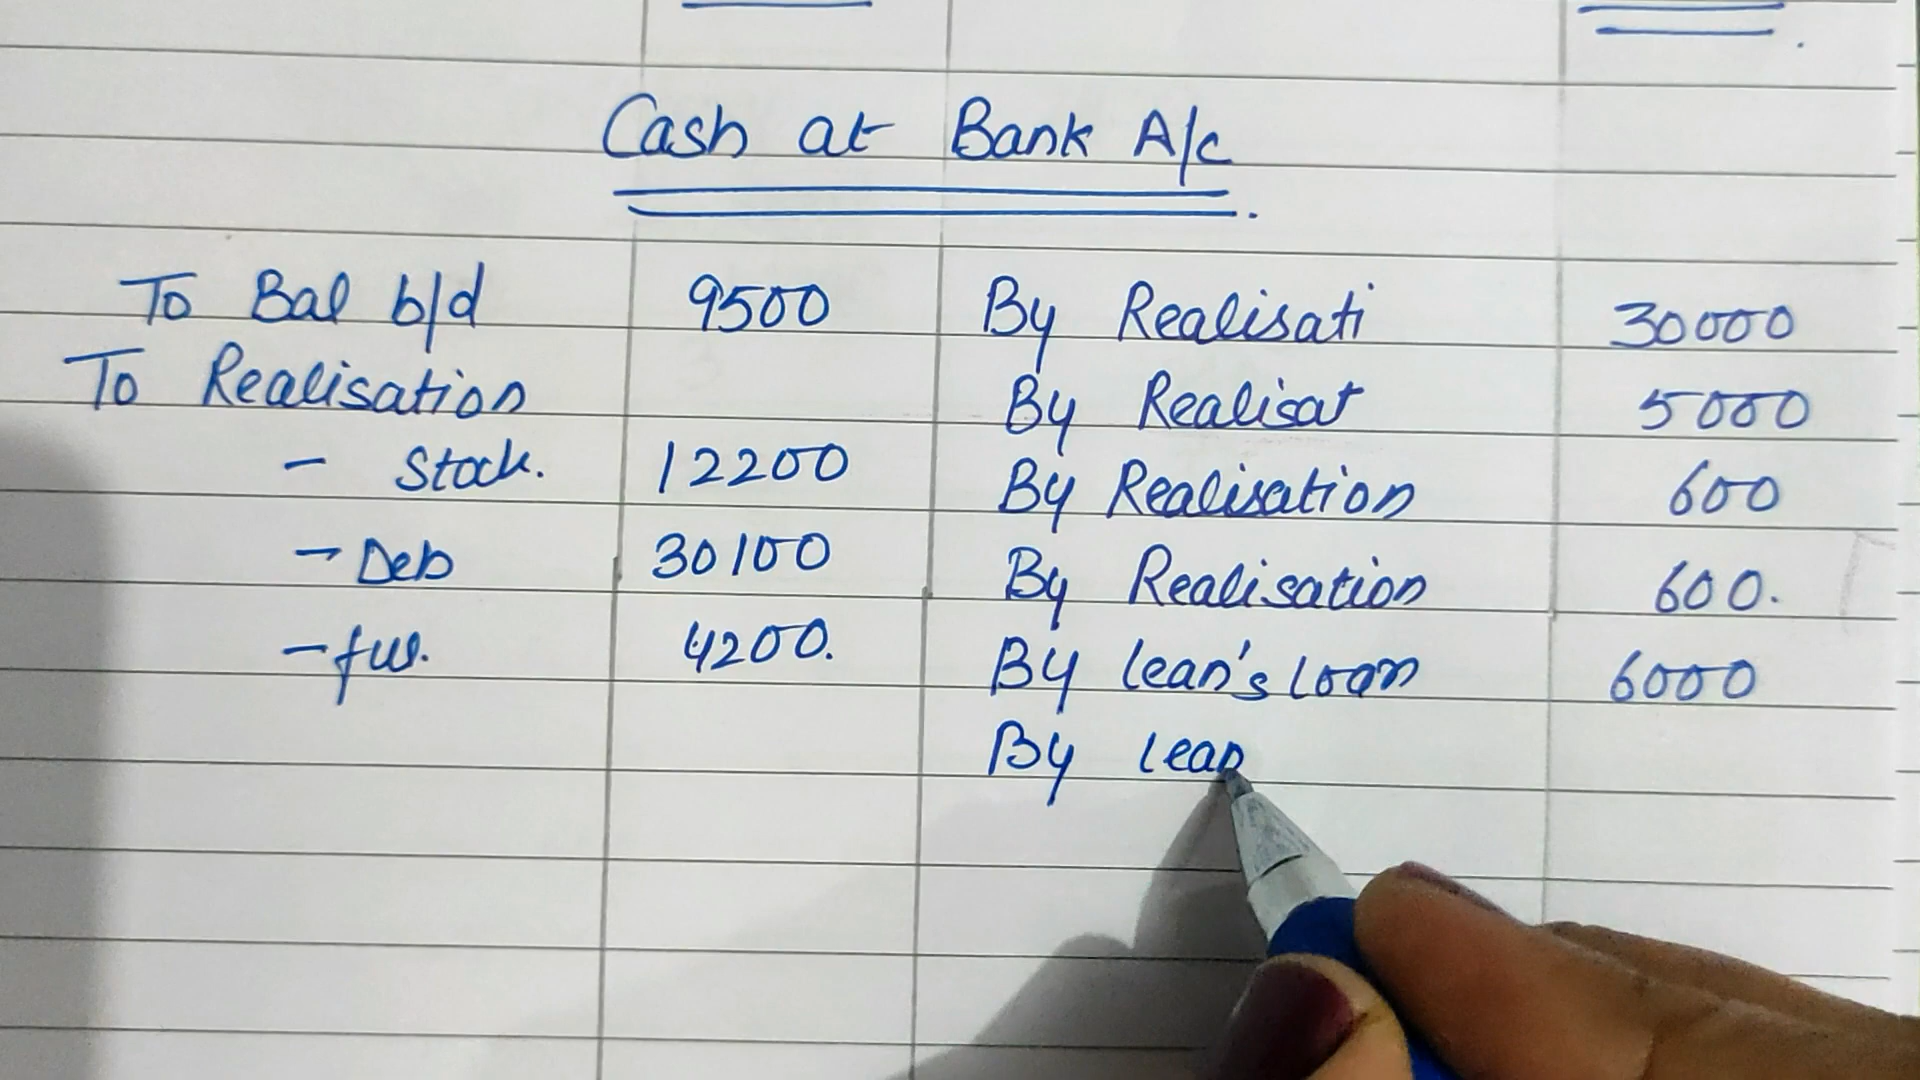 Cash at Bank A/c
To Bal b/d 9500 By Realisati 30000
To Realisation By Realisat 5000
- Stock. 12200 By Realisation 600
- Deb 30100 By Realisation 600.
- fur. 4200. By lean's loan 6000
By lean